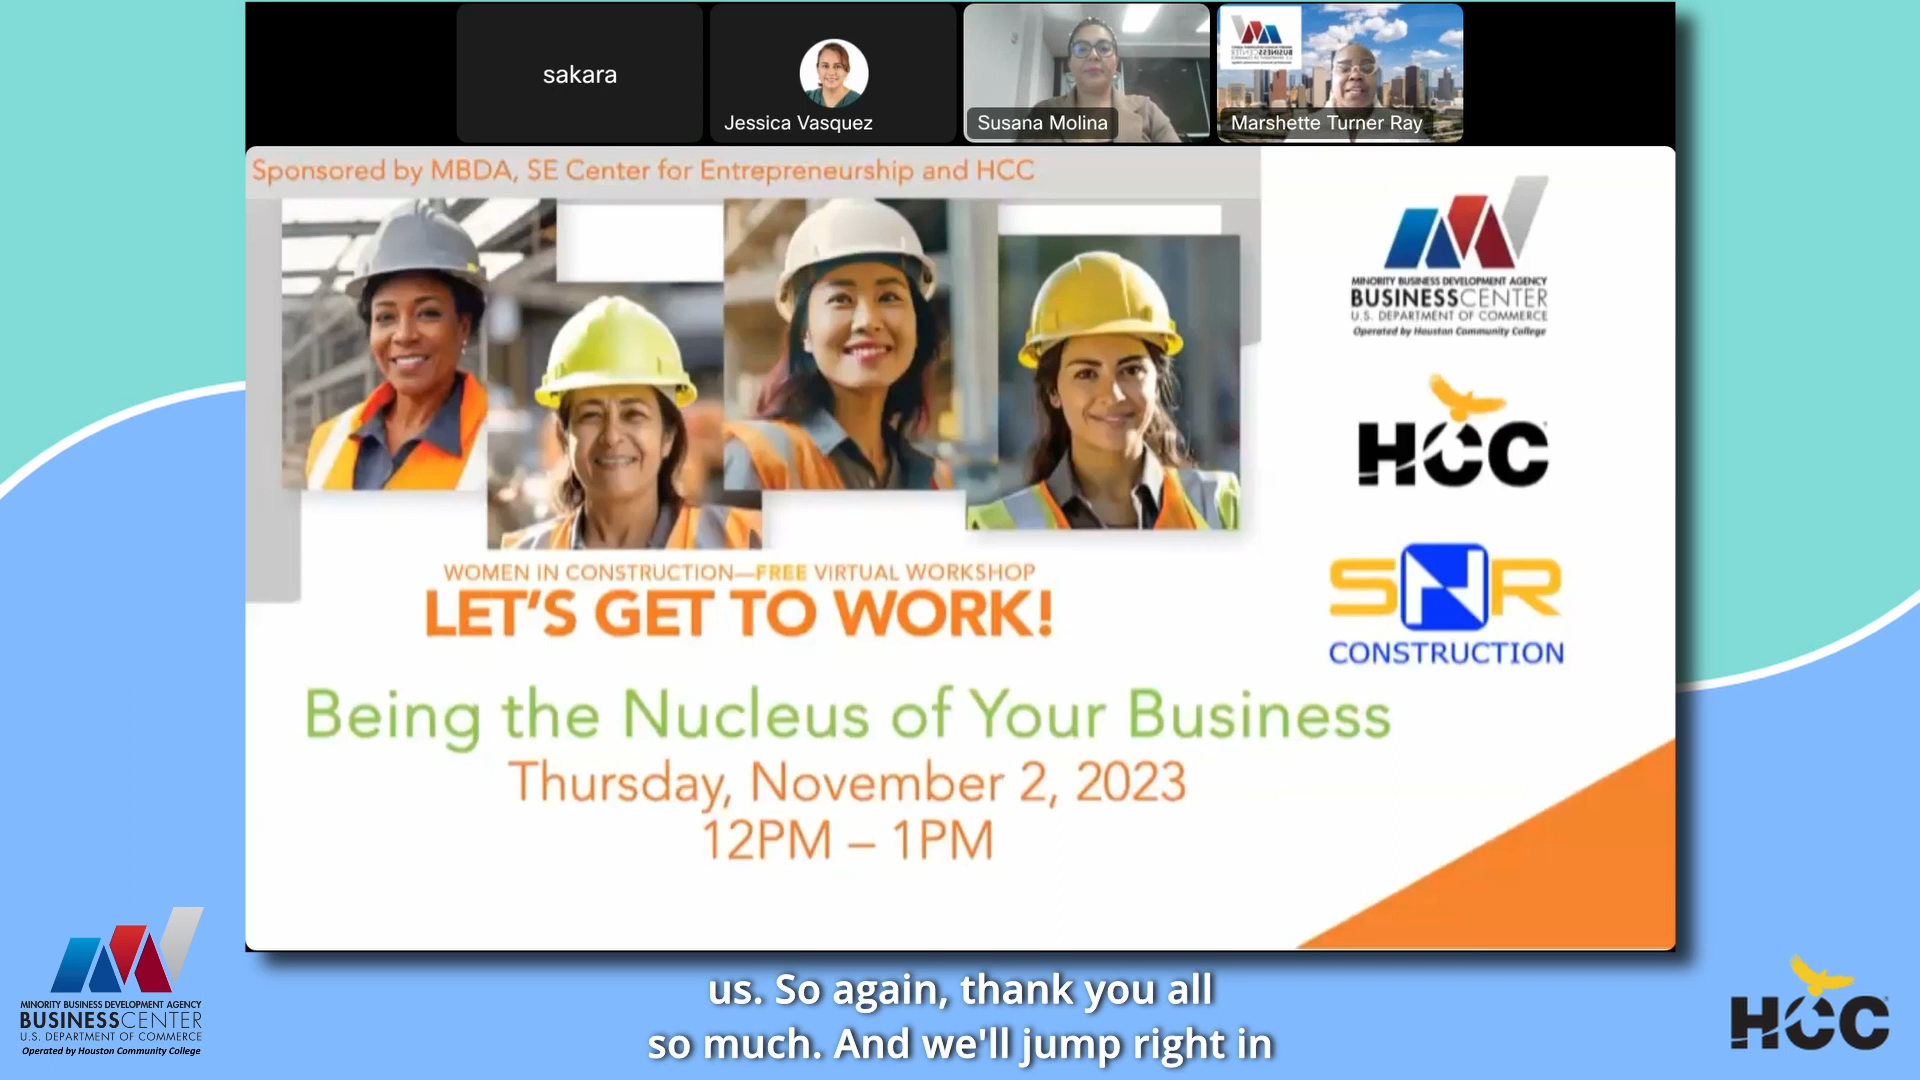 sakara
Jessica Vasquez
Susana Molina
Marshette Turner Ray
Sponsored by MBDA, SE Center for Entrepreneurship and HCC
MINORITY BUSINESS DEVELOPMENT AGENCY
BUSINESSCENTER
U.S. DEPARTMENT OF COMMERCE
Operated by Houston Community College
HCC
SNR
CONSTRUCTION
WOMEN IN CONSTRUCTION—FREE VIRTUAL WORKSHOP
LET'S GET TO WORK!
Being the Nucleus of Your Business
Thursday, November 2, 2023
12PM – 1PM
MINORITY BUSINESS DEVELOPMENT AGENCY
BUSINESSCENTER
U.S. DEPARTMENT OF COMMERCE
Operated by Houston Community College
us. So again, thank you all
so much. And we'll jump right in
HCC